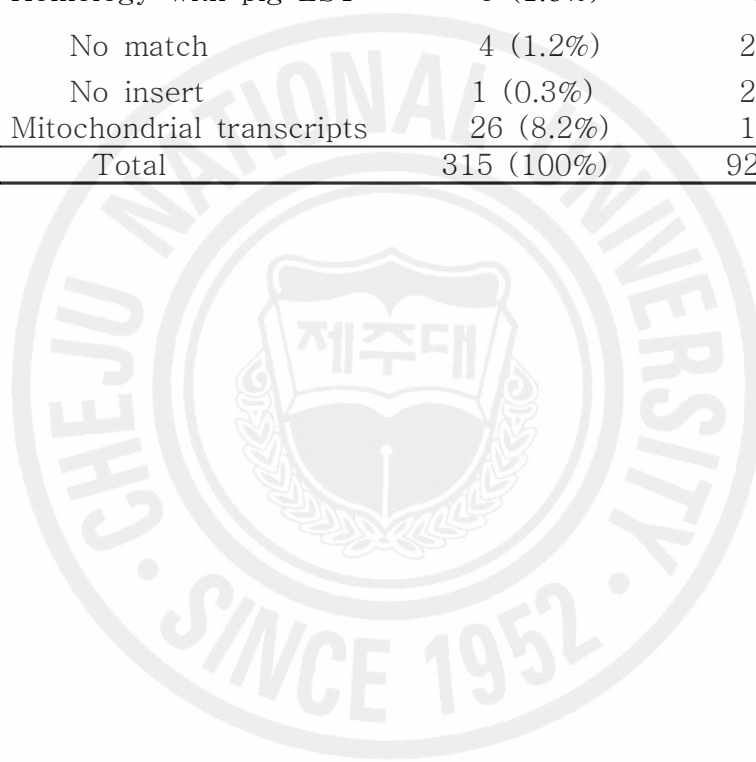 No match 4 (1.2%) 2
No insert 1 (0.3%) 2
Mitochondrial transcripts 26 (8.2%) 1
Total 315 (100%) 92
CHEJU NATIONAL UNIVERSITY
제주대
SINCE 1952